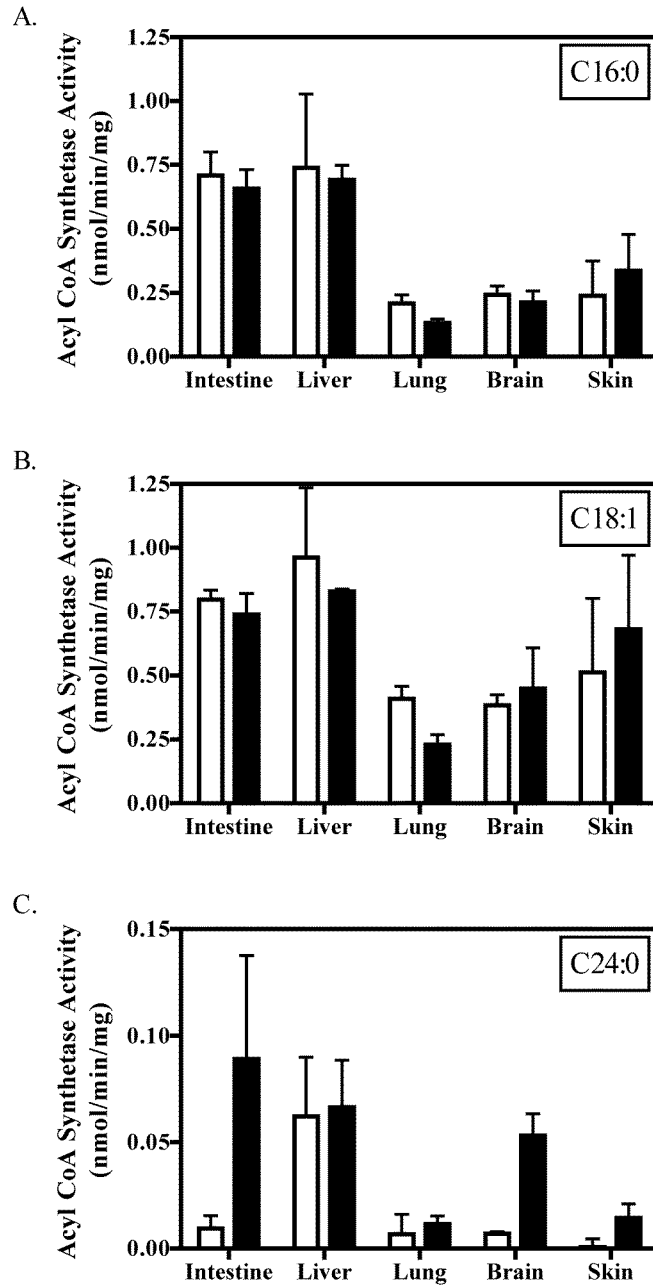 A.
Acyl CoA Synthetase Activity
(nmol/min/mg)
1.25
1.00
0.75
0.50
0.25
0.00
C16:0
Intestine Liver Lung Brain Skin
B.
Acyl CoA Synthetase Activity
(nmol/min/mg)
1.25
1.00
0.75
0.50
0.25
0.00
C18:1
Intestine Liver Lung Brain Skin
C.
Acyl CoA Synthetase Activity
(nmol/min/mg)
0.15
0.10
0.05
0.00
C24:0
Intestine Liver Lung Brain Skin